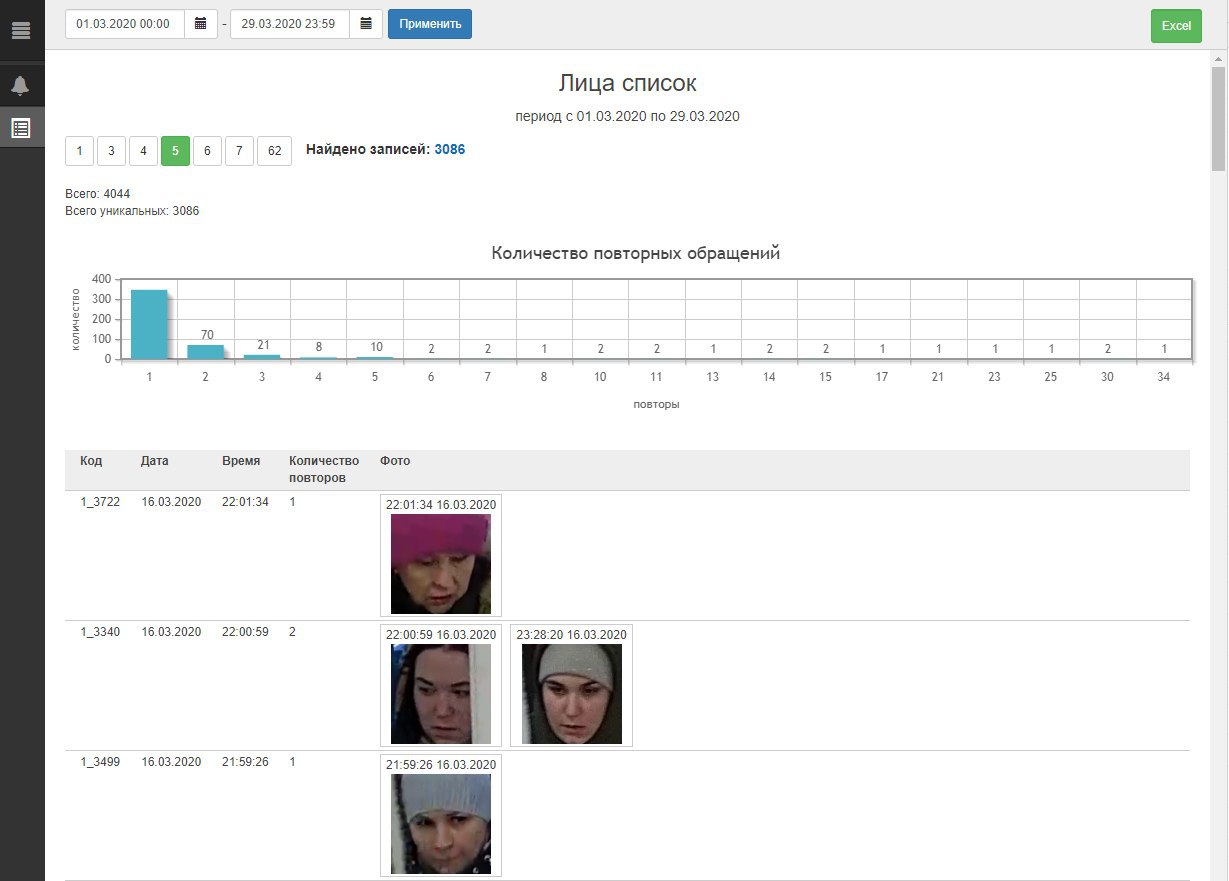 01.03.2020 00:00 - 29.03.2020 23:59 Применить Excel
Лица список
период с 01.03.2020 по 29.03.2020
1 3 4 5 6 7 62 Найдено записей: 3086
Всего: 4044
Всего уникальных: 3086
Количество повторных обращений
количество
400
300
200
100
0
70 21 8 10 2 2 1 2 2 1 2 2 1 1 1 1 2 1
1 2 3 4 5 6 7 8 10 11 13 14 15 17 21 23 25 30 34
повторы
Код Дата Время Количество повторов Фото
1_3722 16.03.2020 22:01:34 1 22:01:34 16.03.2020
1_3340 16.03.2020 22:00:59 2 22:00:59 16.03.2020 23:28:20 16.03.2020
1_3499 16.03.2020 21:59:26 1 21:59:26 16.03.2020